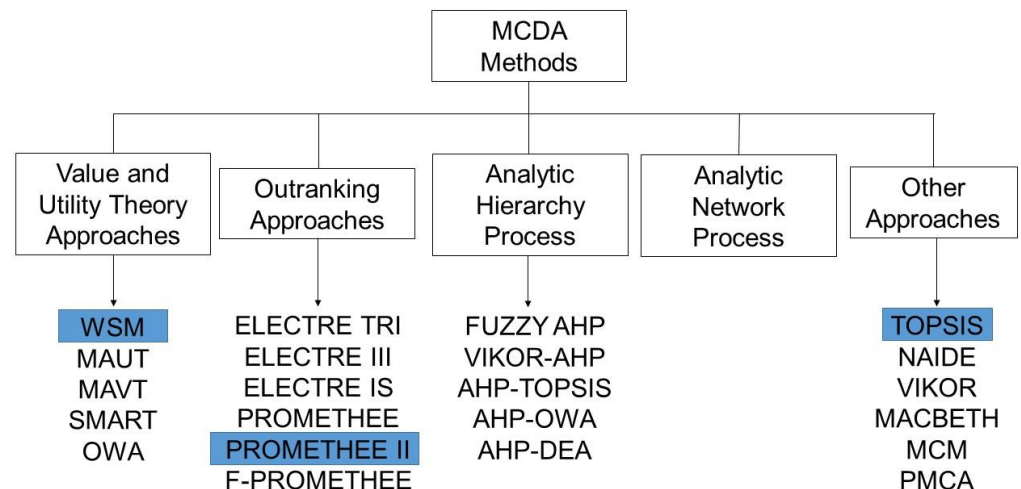 MCDA
Methods
Value and
Utility Theory
Approaches
Outranking
Approaches
Analytic
Hierarchy
Process
Analytic
Network
Process
Other
Approaches
WSM
MAUT
MAVT
SMART
OWA
ELECTRE TRI
ELECTRE III
ELECTRE IS
PROMETHEE
PROMETHEE II
F-PROMETHEE
FUZZY AHP
VIKOR-AHP
AHP-TOPSIS
AHP-OWA
AHP-DEA
TOPSIS
NAIDE
VIKOR
MACBETH
MCM
PMCA